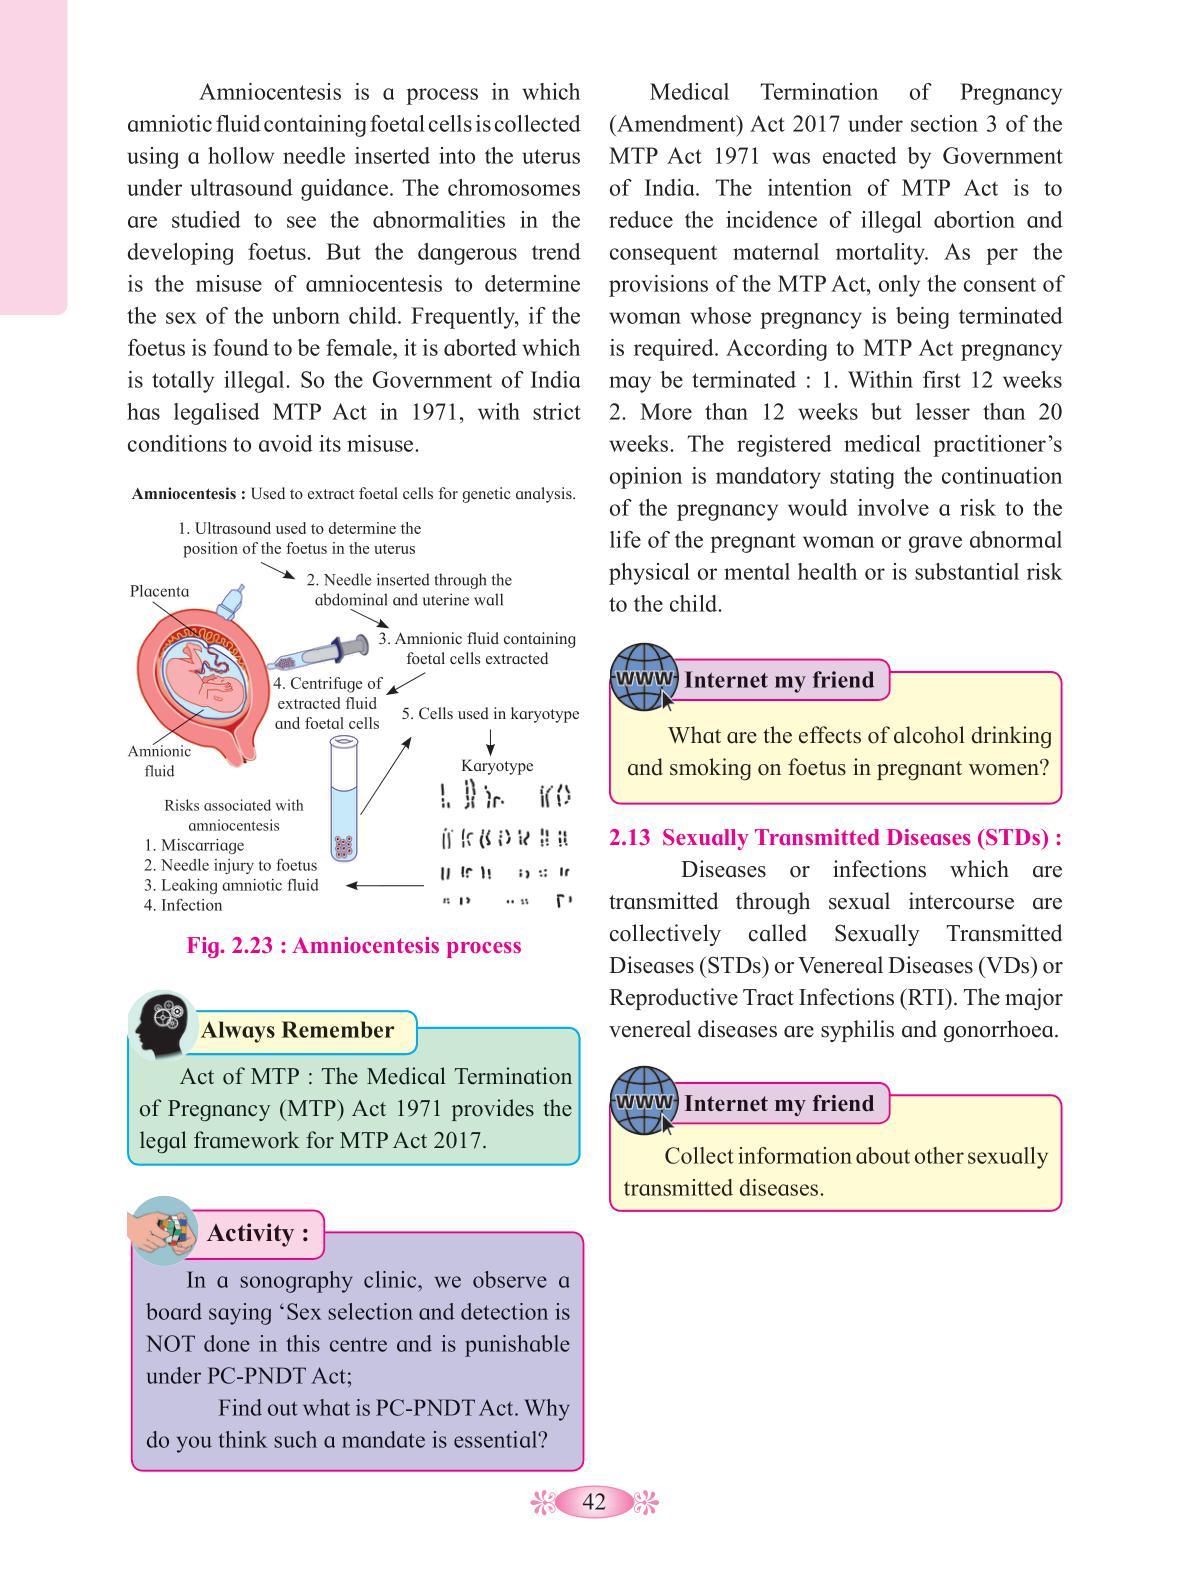 Amniocentesis is a process in which
amniotic fluid containing foetal cells is collected
using a hollow needle inserted into the uterus
under ultrasound guidance. The chromosomes
are studied to see the abnormalities in the
developing foetus. But the dangerous trend
is the misuse of amniocentesis to determine
the sex of the unborn child. Frequently, if the
foetus is found to be female, it is aborted which
is totally illegal. So the Government of India
has legalised MTP Act in 1971, with strict
conditions to avoid its misuse.
Amniocentesis : Used to extract foetal cells for genetic analysis.
1. Ultrasound used to determine the
position of the foetus in the uterus
2. Needle inserted through the
abdominal and uterine wall
Placenta
3. Amnionic fluid containing
foetal cells extracted
4. Centrifuge of
extracted fluid
and foetal cells
5. Cells used in karyotype
Amnionic
fluid
Karyotype
Risks associated with
amniocentesis
1. Miscarriage
2. Needle injury to foetus
3. Leaking amniotic fluid
4. Infection
Fig. 2.23 : Amniocentesis process
Always Remember
Act of MTP : The Medical Termination
of Pregnancy (MTP) Act 1971 provides the
legal framework for MTP Act 2017.
Activity :
In a sonography clinic, we observe a
board saying ‘Sex selection and detection is
NOT done in this centre and is punishable
under PC-PNDT Act;
Find out what is PC-PNDT Act. Why
do you think such a mandate is essential?
Medical Termination of Pregnancy
(Amendment) Act 2017 under section 3 of the
MTP Act 1971 was enacted by Government
of India. The intention of MTP Act is to
reduce the incidence of illegal abortion and
consequent maternal mortality. As per the
provisions of the MTP Act, only the consent of
woman whose pregnancy is being terminated
is required. According to MTP Act pregnancy
may be terminated : 1. Within first 12 weeks
2. More than 12 weeks but lesser than 20
weeks. The registered medical practitioner’s
opinion is mandatory stating the continuation
of the pregnancy would involve a risk to the
life of the pregnant woman or grave abnormal
physical or mental health or is substantial risk
to the child.
WWW Internet my friend
What are the effects of alcohol drinking
and smoking on foetus in pregnant women?
2.13 Sexually Transmitted Diseases (STDs) :
Diseases or infections which are
transmitted through sexual intercourse are
collectively called Sexually Transmitted
Diseases (STDs) or Venereal Diseases (VDs) or
Reproductive Tract Infections (RTI). The major
venereal diseases are syphilis and gonorrhoea.
WWW Internet my friend
Collect information about other sexually
transmitted diseases.
42